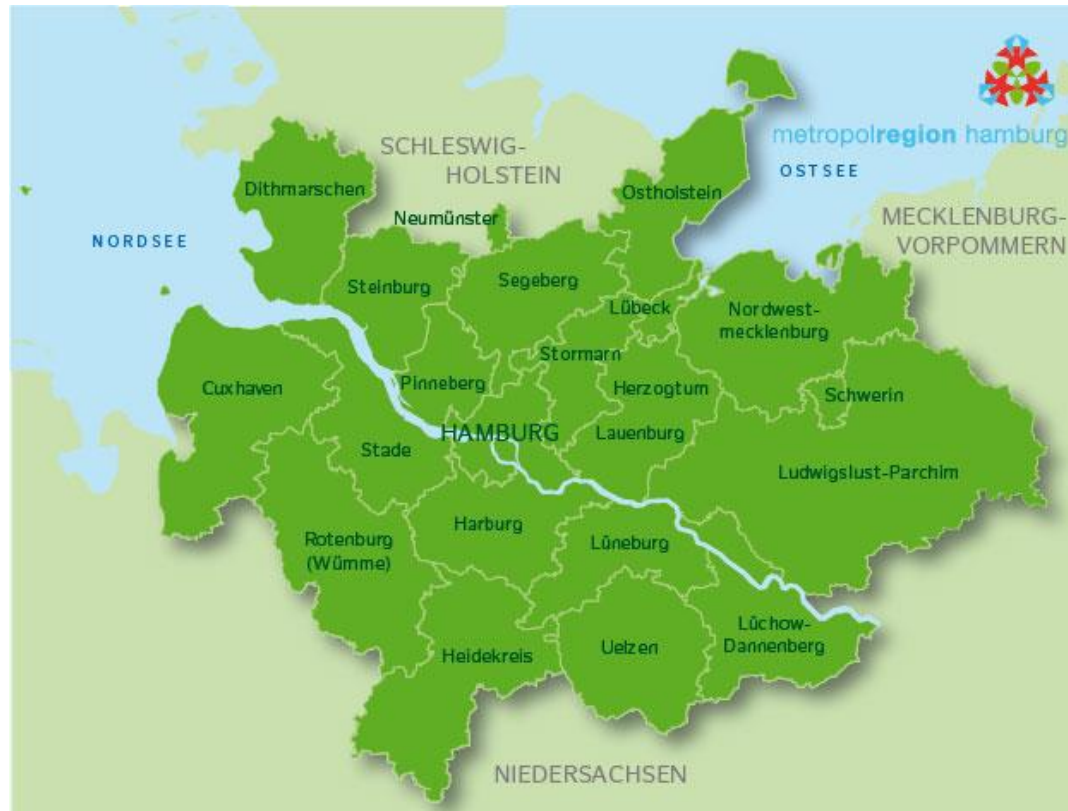 metropolregion hamburg
OSTSEE
SCHLESWIG-
HOLSTEIN
MECKLENBURG-
VORPOMMERN
NORDSEE
Dithmarschen
Neumünster
Ostholstein
Steinburg
Segeberg
Lübeck
Nordwest-
mecklenburg
Stormarn
Pinneberg
Cuxhaven
Herzogtum
Lauenburg
Schwerin
HAMBURG
Stade
Ludwigslust-Parchim
Harburg
Rotenburg
(Wümme)
Lüneburg
Lüchow-
Dannenberg
Heidekreis
Uelzen
NIEDERSACHSEN